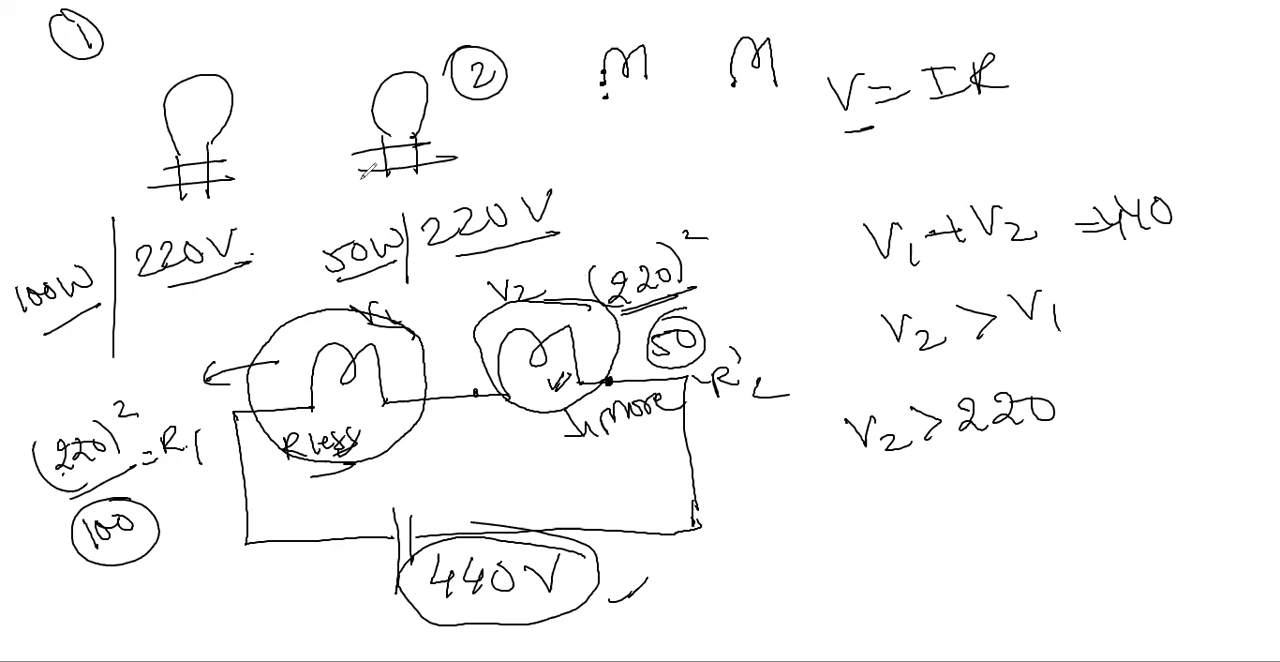 1
2
V = IR
100W | 220V
50W | 220V
V1 + V2 = 440
V2 > V1
V2 > 220
V1
V2
(220)²
50
R2
R less
more
(220)² = R1
100
440V